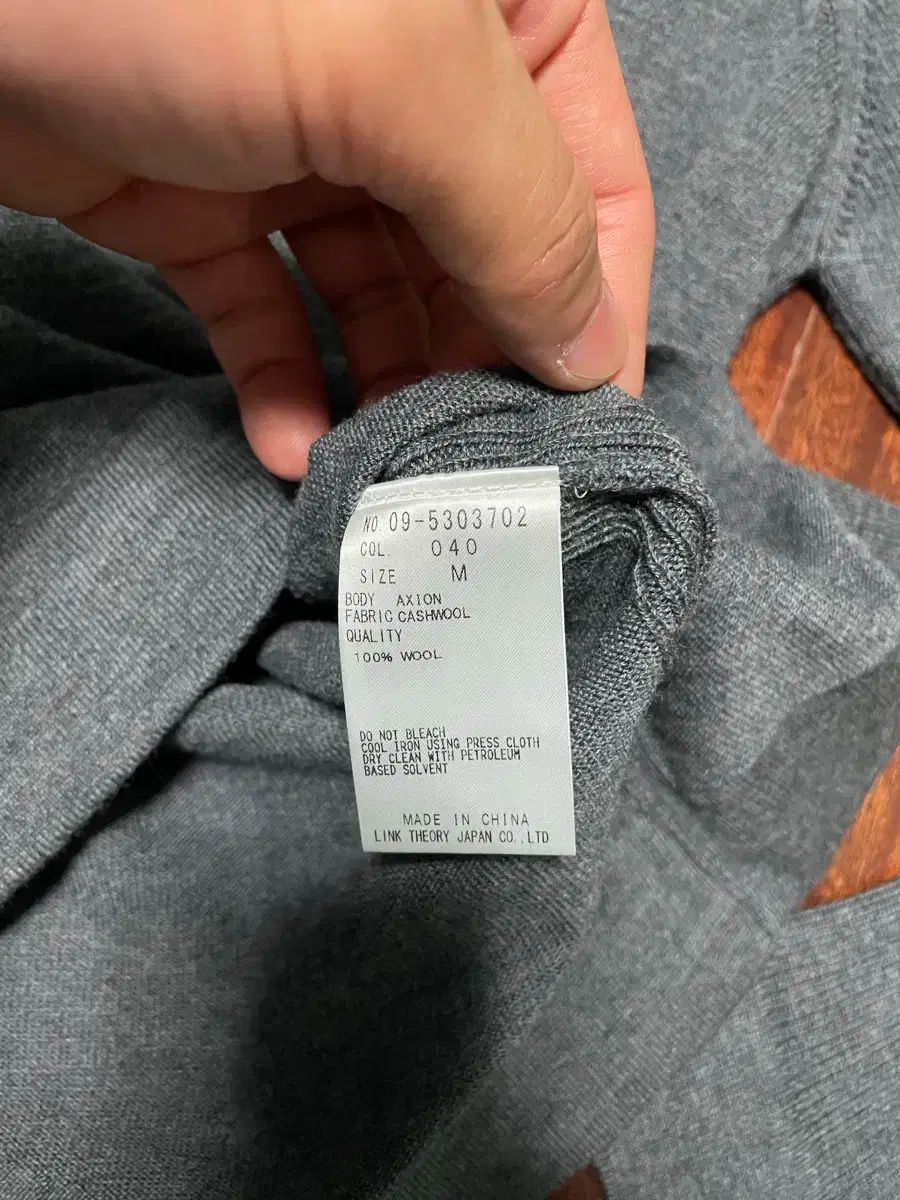 NO. 09-5303702
COL. 040
SIZE M
BODY AXION
FABRIC CASHWOOL
QUALITY
100% WOOL
DO NOT BLEACH
COOL IRON USING PRESS CLOTH
DRY CLEAN WITH PETROLEUM
BASED SOLVENT
MADE IN CHINA
LINK THEORY JAPAN CO.,LTD